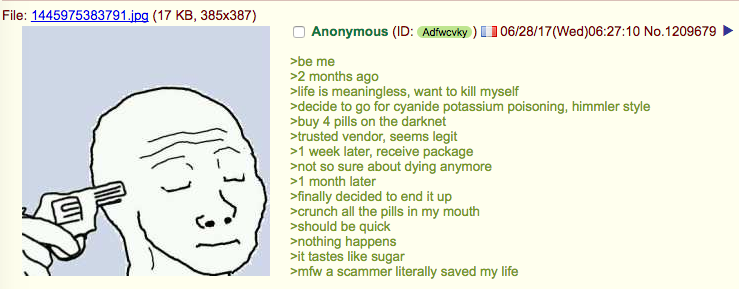 File: 1445975383791.jpg (17 KB, 385x387)
Anonymous (ID: Adfwcvky) 06/28/17(Wed)06:27:10 No.1209679
>be me
>2 months ago
>life is meaningless, want to kill myself
>decide to go for cyanide potassium poisoning, himmler style
>buy 4 pills on the darknet
>trusted vendor, seems legit
>1 week later, receive package
>not so sure about dying anymore
>1 month later
>finally decided to end it up
>crunch all the pills in my mouth
>should be quick
>nothing happens
>it tastes like sugar
>mfw a scammer literally saved my life